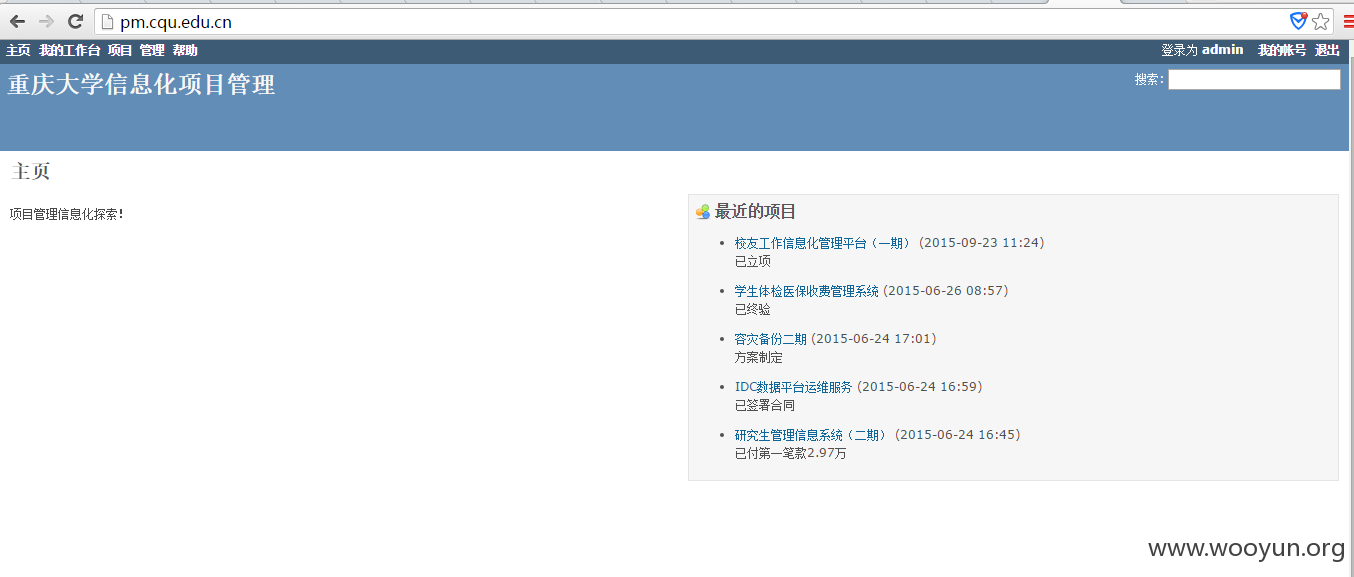 pm.cqu.edu.cn
主页 我的工作台 项目 管理 帮助 登录为 admin 我的帐号 退出
重庆大学信息化项目管理
搜索:
主页
项目管理信息化探索!
最近的项目
校友工作信息化管理平台（一期） (2015-09-23 11:24)
已立项
学生体检医保收费管理系统 (2015-06-26 08:57)
已终验
容灾备份二期 (2015-06-24 17:01)
方案制定
IDC数据平台运维服务 (2015-06-24 16:59)
已签署合同
研究生管理信息系统（二期） (2015-06-24 16:45)
已付第一笔款2.97万
www.wooyun.org